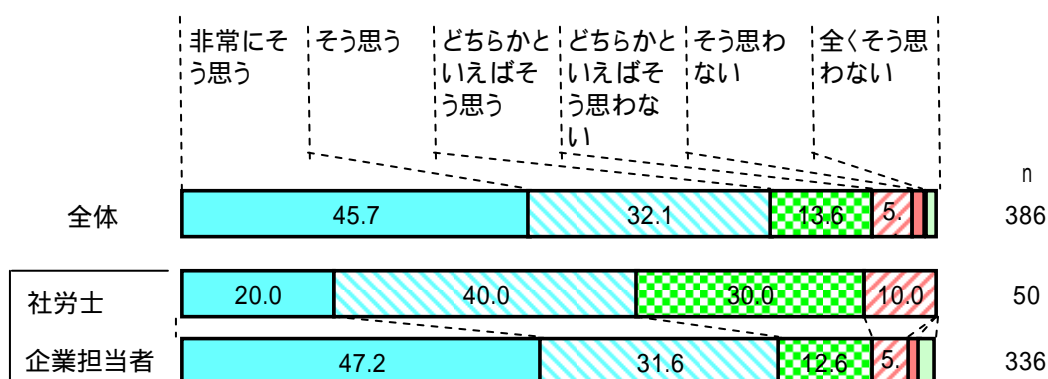 非常にそ
う思う
そう思う
どちらかと
いえばそ
う思う
どちらかと
いえばそ
う思わな
い
そう思わ
ない
全くそう思
わない
n
全体 45.7 32.1 13.6 5. 386
社労士 20.0 40.0 30.0 10.0 50
企業担当者 47.2 31.6 12.6 5. 336